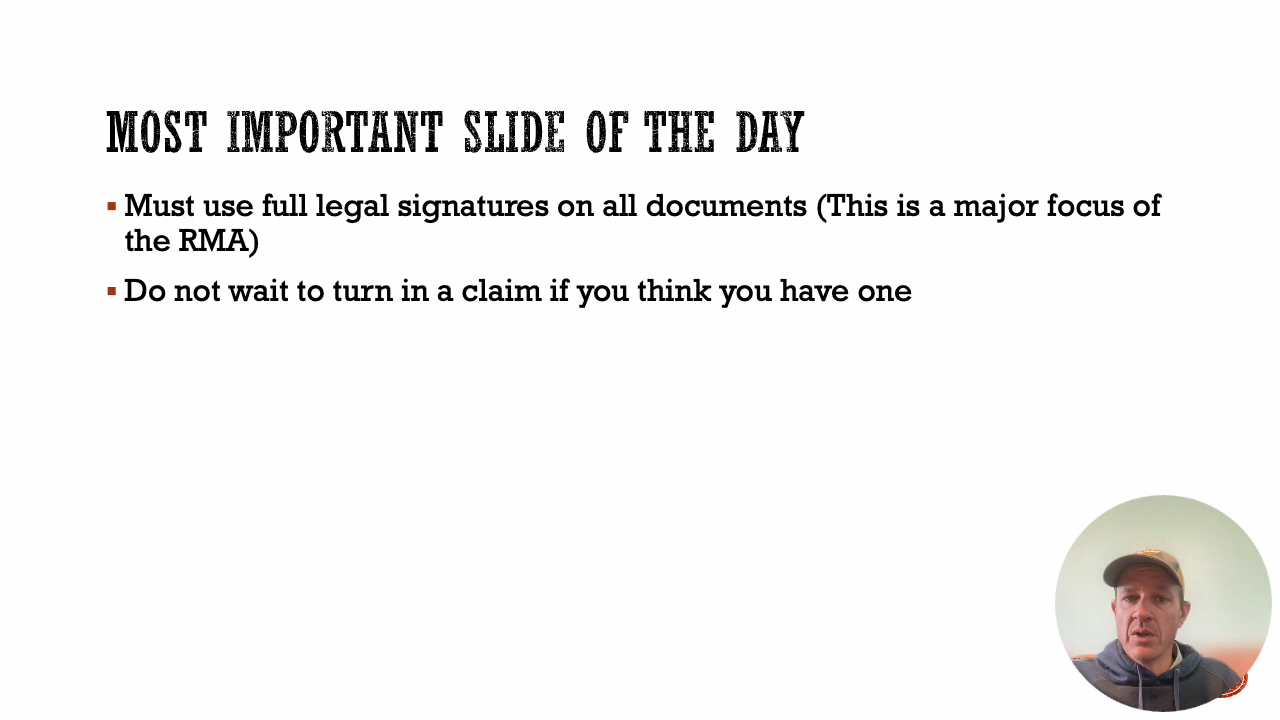 MOST IMPORTANT SLIDE OF THE DAY
▪ Must use full legal signatures on all documents (This is a major focus of
the RMA)
▪ Do not wait to turn in a claim if you think you have one